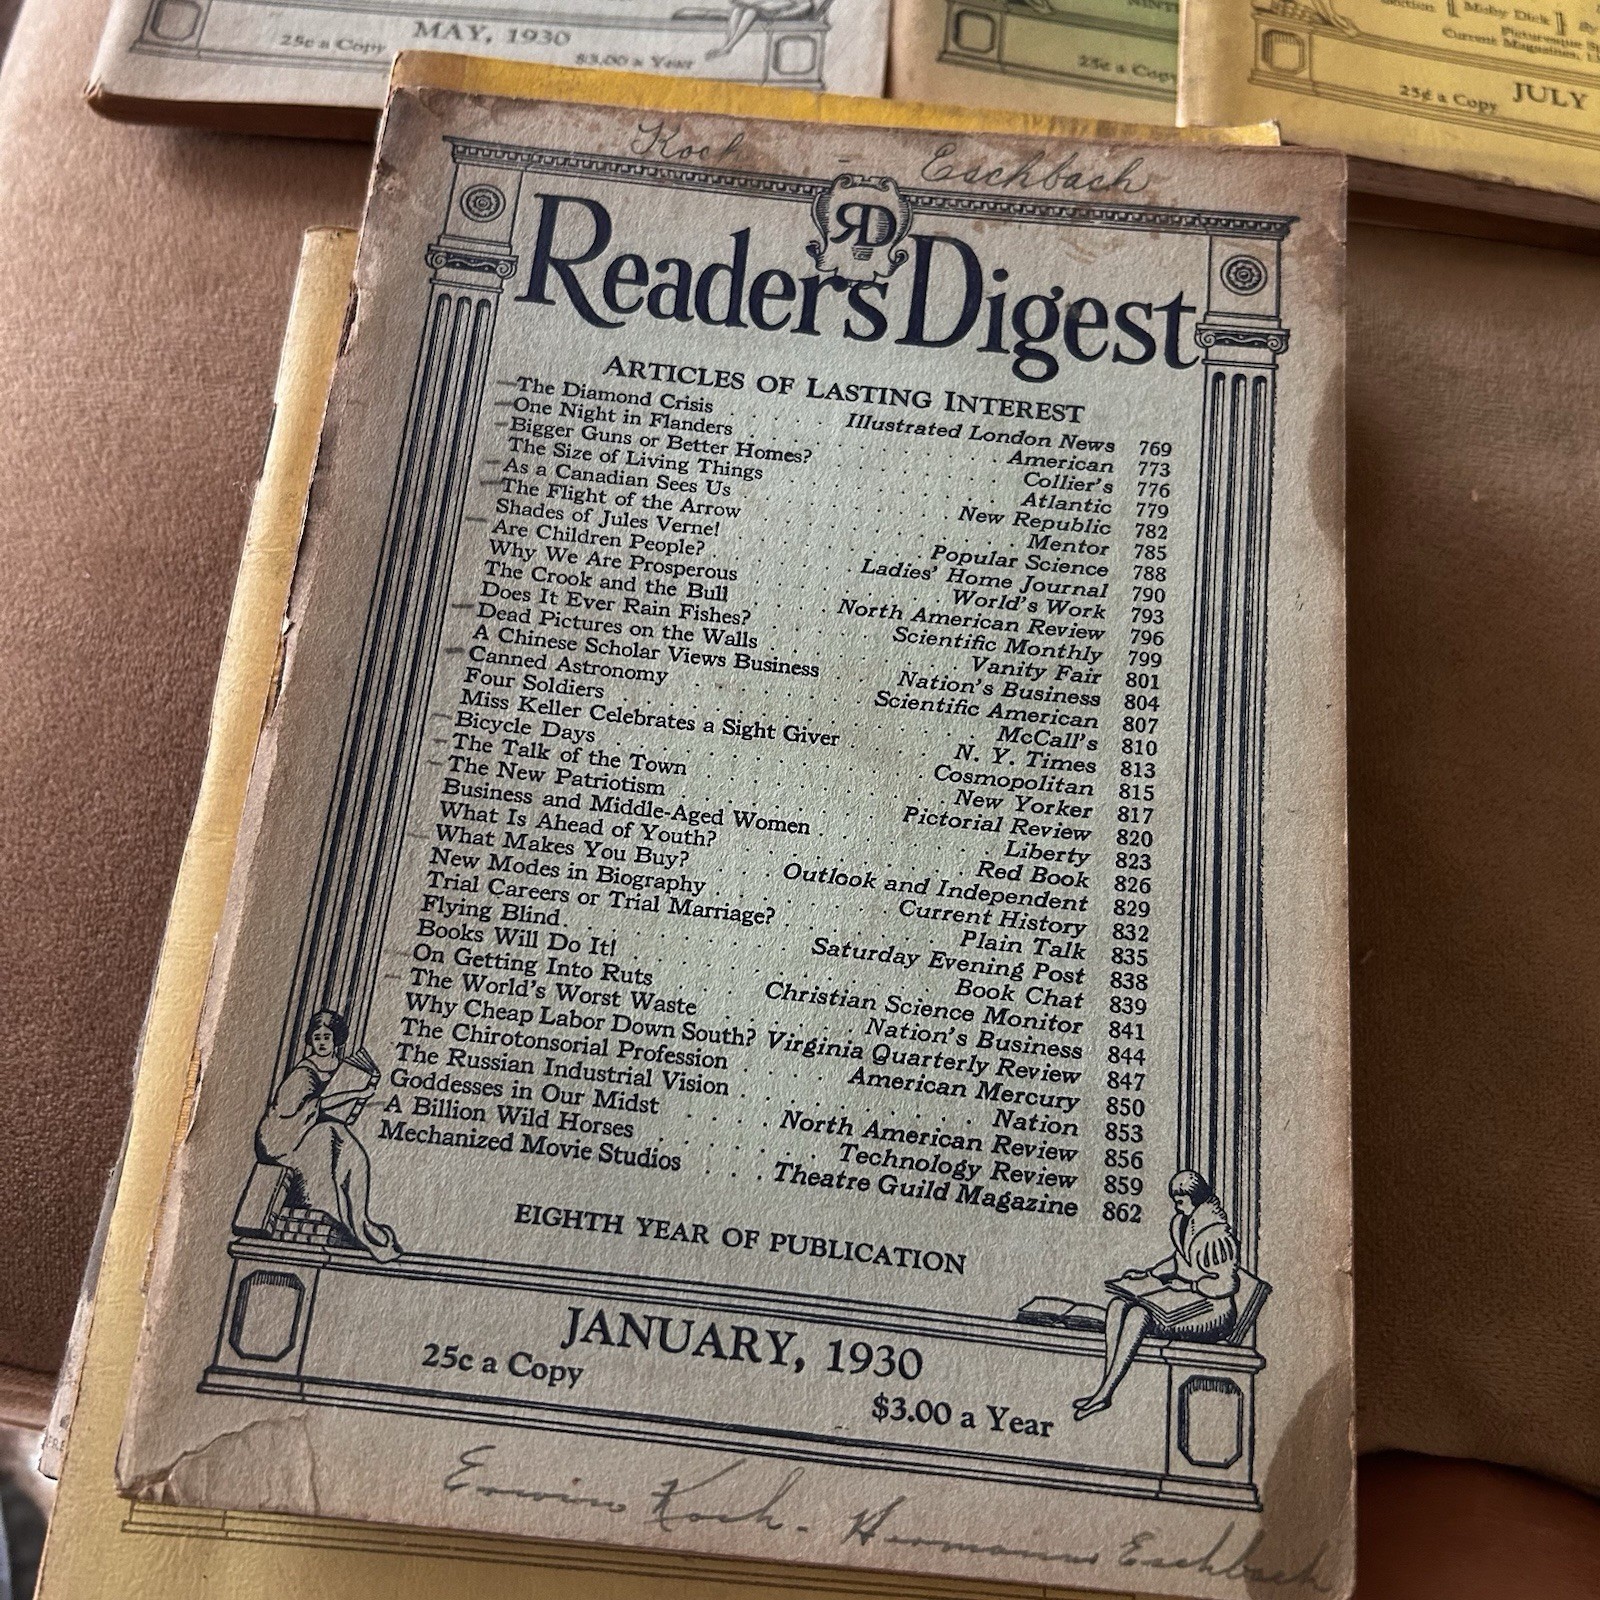 MAY, 1930
25c a Copy $3.00 a Year
25c a Copy
Section [ Moby Dick ]
Current Magazines,
25¢ a Copy JULY
Koch - Eschbach
RD
Reader's Digest
ARTICLES OF LASTING INTEREST
The Diamond Crisis . . . . . Illustrated London News 769
One Night in Flanders . . . . . American 773
Bigger Guns or Better Homes? . . . . . Collier's 776
The Size of Living Things . . . . . Atlantic 779
As a Canadian Sees Us . . . . . New Republic 782
The Flight of the Arrow . . . . . Mentor 785
Shades of Jules Verne! . . . . . Popular Science 788
Are Children People? . . . . . Ladies' Home Journal 790
Why We Are Prosperous . . . . . World's Work 793
The Crook and the Bull . . . . . North American Review 796
Does It Ever Rain Fishes? . . . . . Scientific Monthly 799
Dead Pictures on the Walls . . . . . Vanity Fair 801
A Chinese Scholar Views Business . . Nation's Business 804
Canned Astronomy . . . . . Scientific American 807
Four Soldiers . . . . . McCall's 810
Miss Keller Celebrates a Sight Giver . . . N. Y. Times 813
Bicycle Days . . . . . Cosmopolitan 815
The Talk of the Town . . . . . New Yorker 817
The New Patriotism . . . . . Pictorial Review 820
Business and Middle-Aged Women . . . . . Liberty 823
What Is Ahead of Youth? . . . . . Red Book 826
What Makes You Buy? . . . Outlook and Independent 829
New Modes in Biography . . . . . Current History 832
Trial Careers or Trial Marriage? . . . . . Plain Talk 835
Flying Blind . . . . . Saturday Evening Post 838
Books Will Do It! . . . . . Book Chat 839
On Getting Into Ruts . . . . Christian Science Monitor 841
The World's Worst Waste . . . . . Nation's Business 844
Why Cheap Labor Down South? Virginia Quarterly Review 847
The Chirotonsorial Profession . . . . American Mercury 850
The Russian Industrial Vision . . . . . Nation 853
Goddesses in Our Midst . . . . North American Review 856
A Billion Wild Horses . . . . . Technology Review 859
Mechanized Movie Studios . . . Theatre Guild Magazine 862
EIGHTH YEAR OF PUBLICATION
JANUARY, 1930
25c a Copy $3.00 a Year
Erwin Koch - Hermann Eschbach